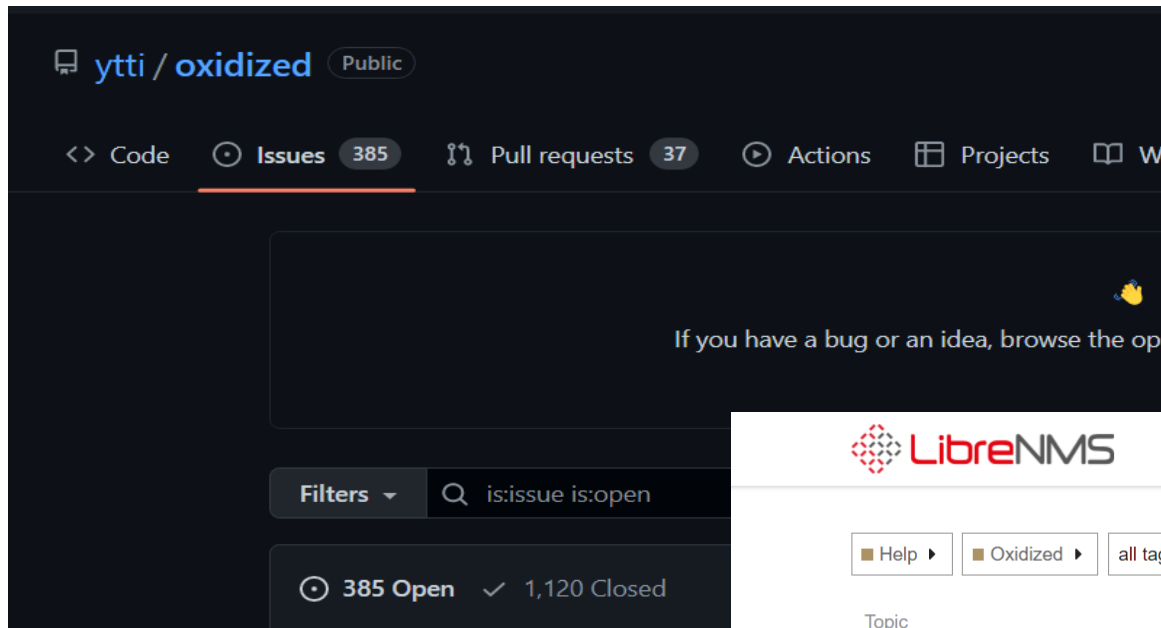 ytti / oxidized Public
Code Issues 385 Pull requests 37 Actions Projects W
If you have a bug or an idea, browse the op
LibreNMS
Filters is:issue is:open
Help Oxidized all tag
385 Open 1,120 Closed
Topic